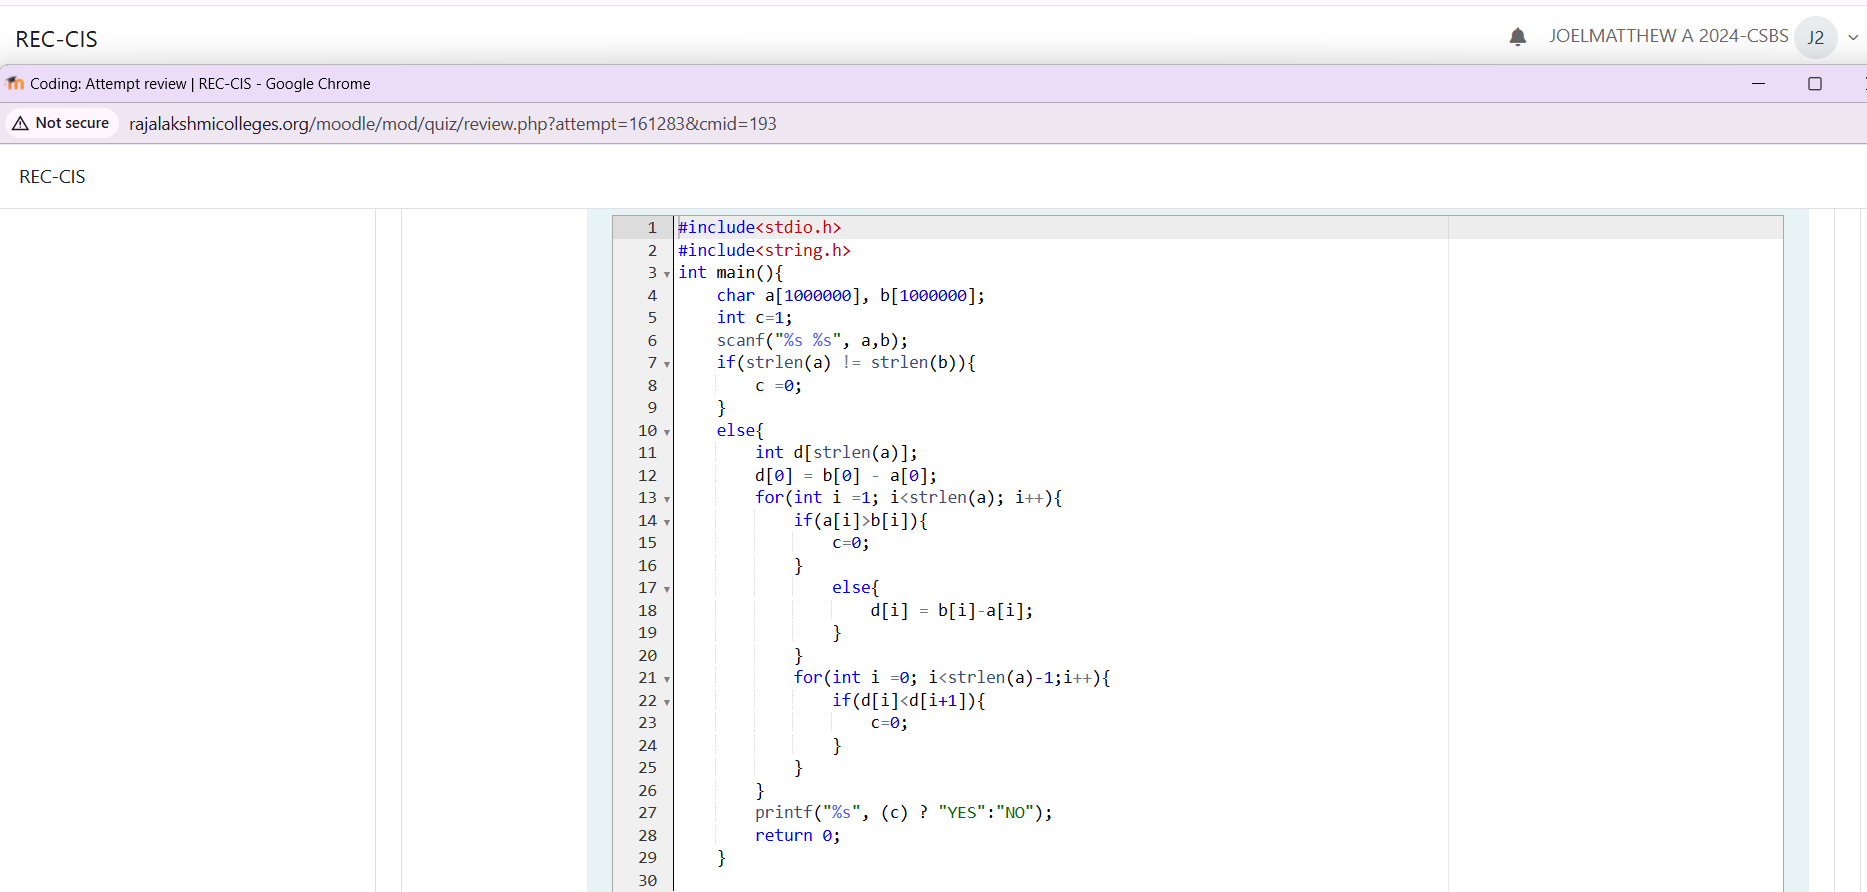 REC-CIS
JOELMATTHEW A 2024-CSBS J2
Coding: Attempt review | REC-CIS - Google Chrome
Not secure rajalakshmicolleges.org/moodle/mod/quiz/review.php?attempt=161283&cmid=193
REC-CIS
1 #include<stdio.h>
2 #include<string.h>
3 int main(){
4     char a[1000000], b[1000000];
5     int c=1;
6     scanf("%s %s", a,b);
7     if(strlen(a) != strlen(b)){
8         c =0;
9     }
10     else{
11         int d[strlen(a)];
12         d[0] = b[0] - a[0];
13         for(int i =1; i<strlen(a); i++){
14             if(a[i]>b[i]){
15                 c=0;
16             }
17                 else{
18                     d[i] = b[i]-a[i];
19                 }
20             }
21             for(int i =0; i<strlen(a)-1;i++){
22                 if(d[i]<d[i+1]){
23                     c=0;
24                 }
25             }
26         }
27         printf("%s", (c) ? "YES":"NO");
28         return 0;
29     }
30